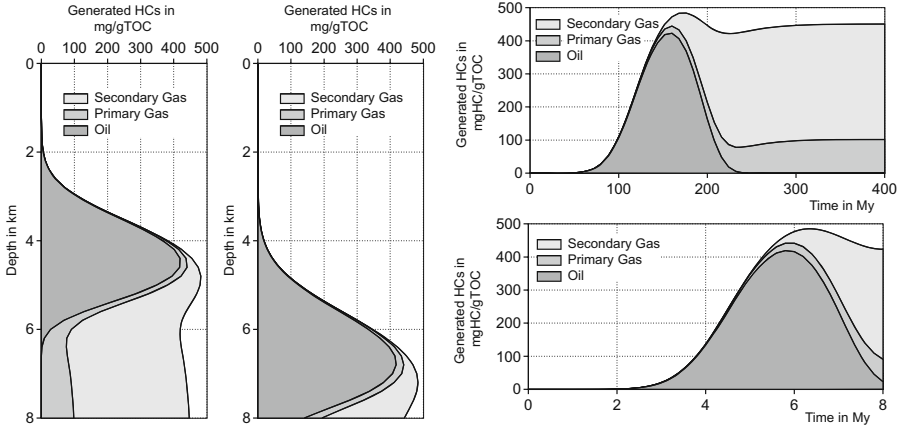 Generated HCs in
mg/gTOC
0 100 200 300 400 500
0
2
4
6
8
Depth in km
Secondary Gas
Primary Gas
Oil
Generated HCs in
mg/gTOC
0 100 200 300 400 500
0
2
4
6
8
Depth in km
Secondary Gas
Primary Gas
Oil
Generated HCs in
mgHC/gTOC
500
400
300
200
100
0
Secondary Gas
Primary Gas
Oil
0 100 200 300 400
Time in My
Generated HCs in
mgHC/gTOC
500
400
300
200
100
0
Secondary Gas
Primary Gas
Oil
0 2 4 6 8
Time in My